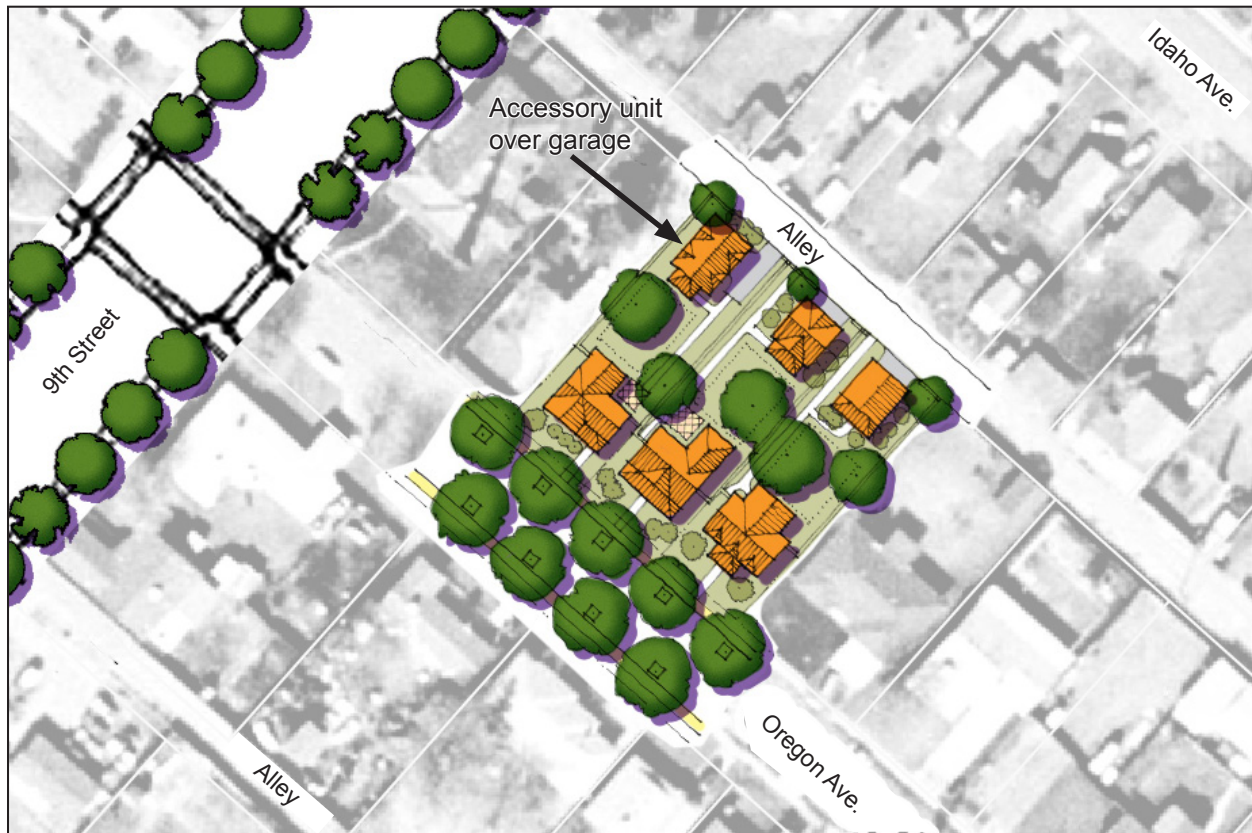 Idaho Ave.
Accessory unit
over garage
Alley
9th Street
Oregon Ave.
Alley